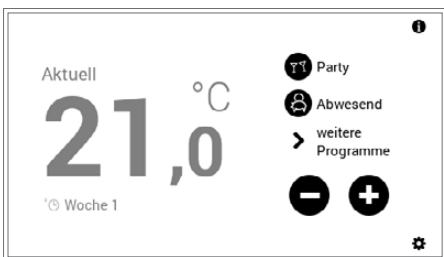 Aktuell
21,0 °C
Woche 1
Party
Abwesend
weitere
Programme